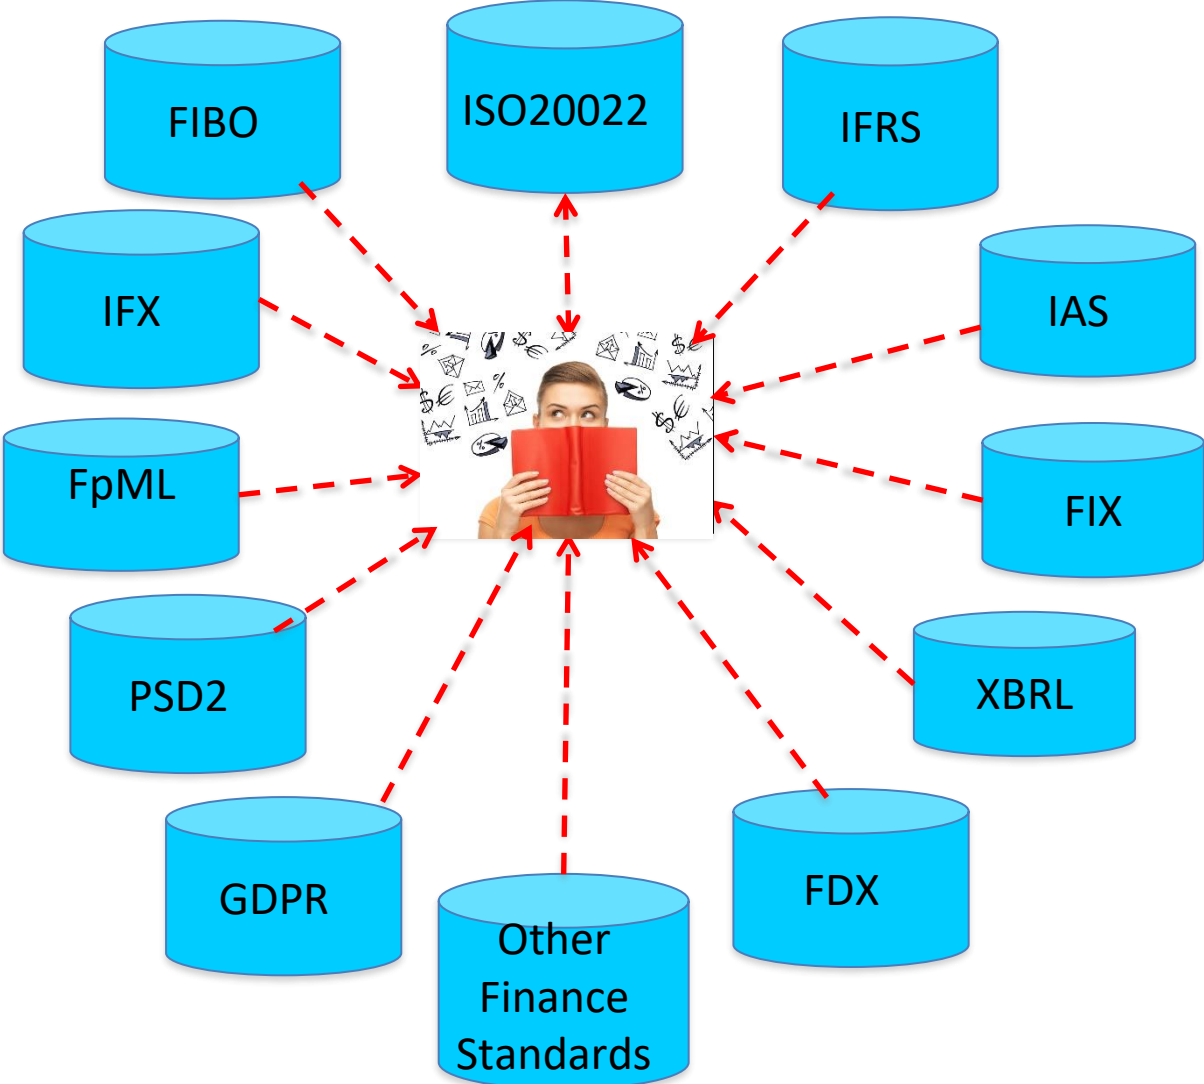 FIBO
ISO20022
IFRS
IFX
IAS
FpML
FIX
PSD2
XBRL
GDPR
FDX
Other
Finance
Standards